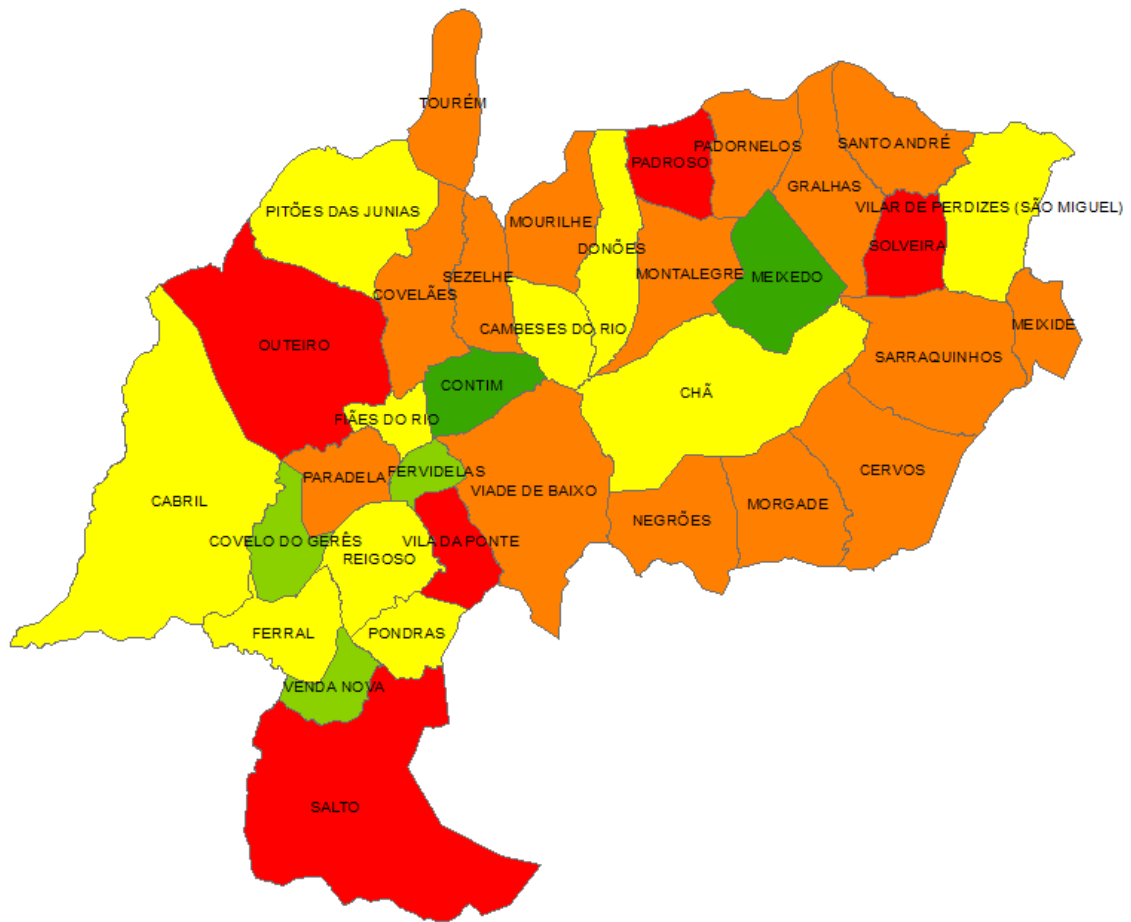 TOURÉM
PADORNELOS
SANTO ANDRÉ
PADROSO
GRALHAS
PITÕES DAS JUNIAS
VILAR DE PERDIZES (SÃO MIGUEL)
MOURILHE
DONÕES
SOLVEIRA
SEZELHE
MONTALEGRE
MEIXEDO
COVELÃES
CAMBESES DO RIO
MEIXIDE
OUTEIRO
SARRAQUINHOS
CONTIM
CHÃ
FIÃES DO RIO
FERVIDELAS
CERVOS
PARADELA
VIADE DE BAIXO
CABRIL
MORGADE
NEGRÕES
COVELO DO GERÊS
VILA DA PONTE
REIGOSO
FERRAL
PONDRAS
VENDA NOVA
SALTO